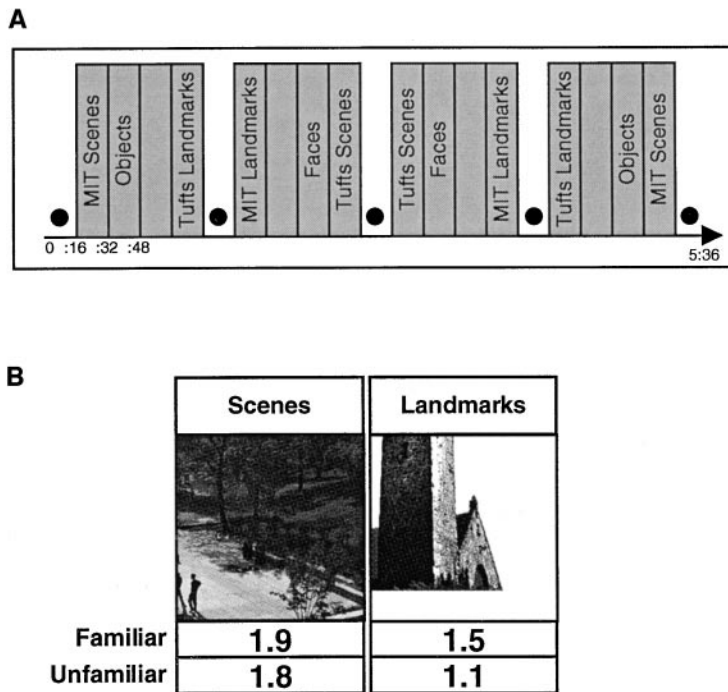 A
MIT Scenes
Objects
Tufts Landmarks
MIT Landmarks
Faces
Tufts Scenes
Tufts Scenes
Faces
MIT Landmarks
Tufts Landmarks
Objects
MIT Scenes
0 :16 :32 :48
5:36
B
Scenes Landmarks
Familiar 1.9 1.5
Unfamiliar 1.8 1.1